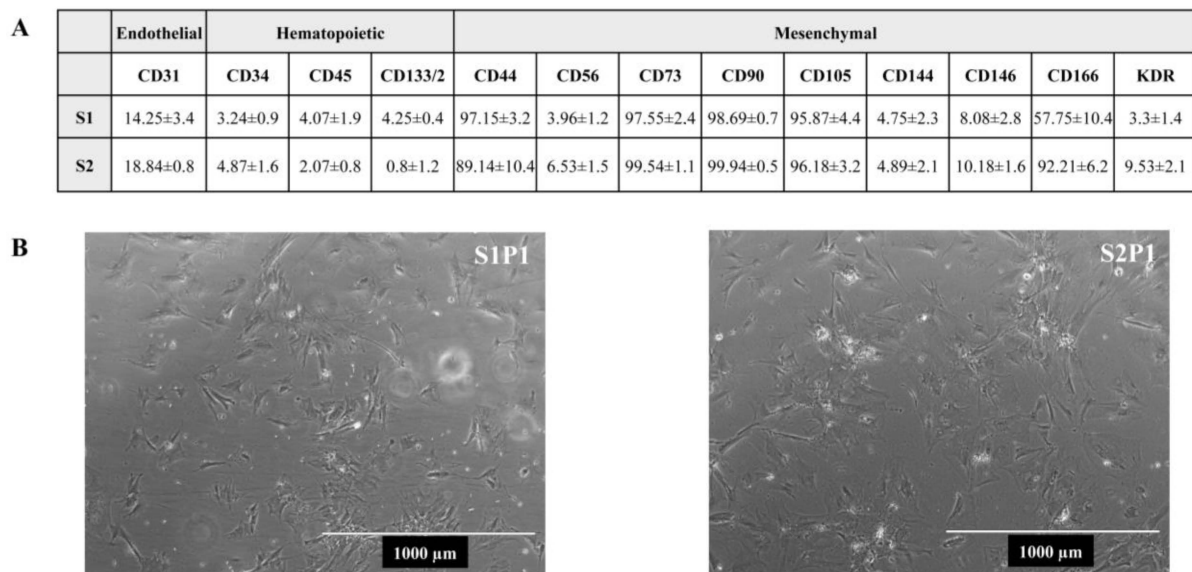 A
Endothelial Hematopoietic Mesenchymal
CD31 CD34 CD45 CD133/2 CD44 CD56 CD73 CD90 CD105 CD144 CD146 CD166 KDR
S1 14.25±3.4 3.24±0.9 4.07±1.9 4.25±0.4 97.15±3.2 3.96±1.2 97.55±2.4 98.69±0.7 95.87±4.4 4.75±2.3 8.08±2.8 57.75±10.4 3.3±1.4
S2 18.84±0.8 4.87±1.6 2.07±0.8 0.8±1.2 89.14±10.4 6.53±1.5 99.54±1.1 99.94±0.5 96.18±3.2 4.89±2.1 10.18±1.6 92.21±6.2 9.53±2.1
B
S1P1
S2P1
1000 µm
1000 µm